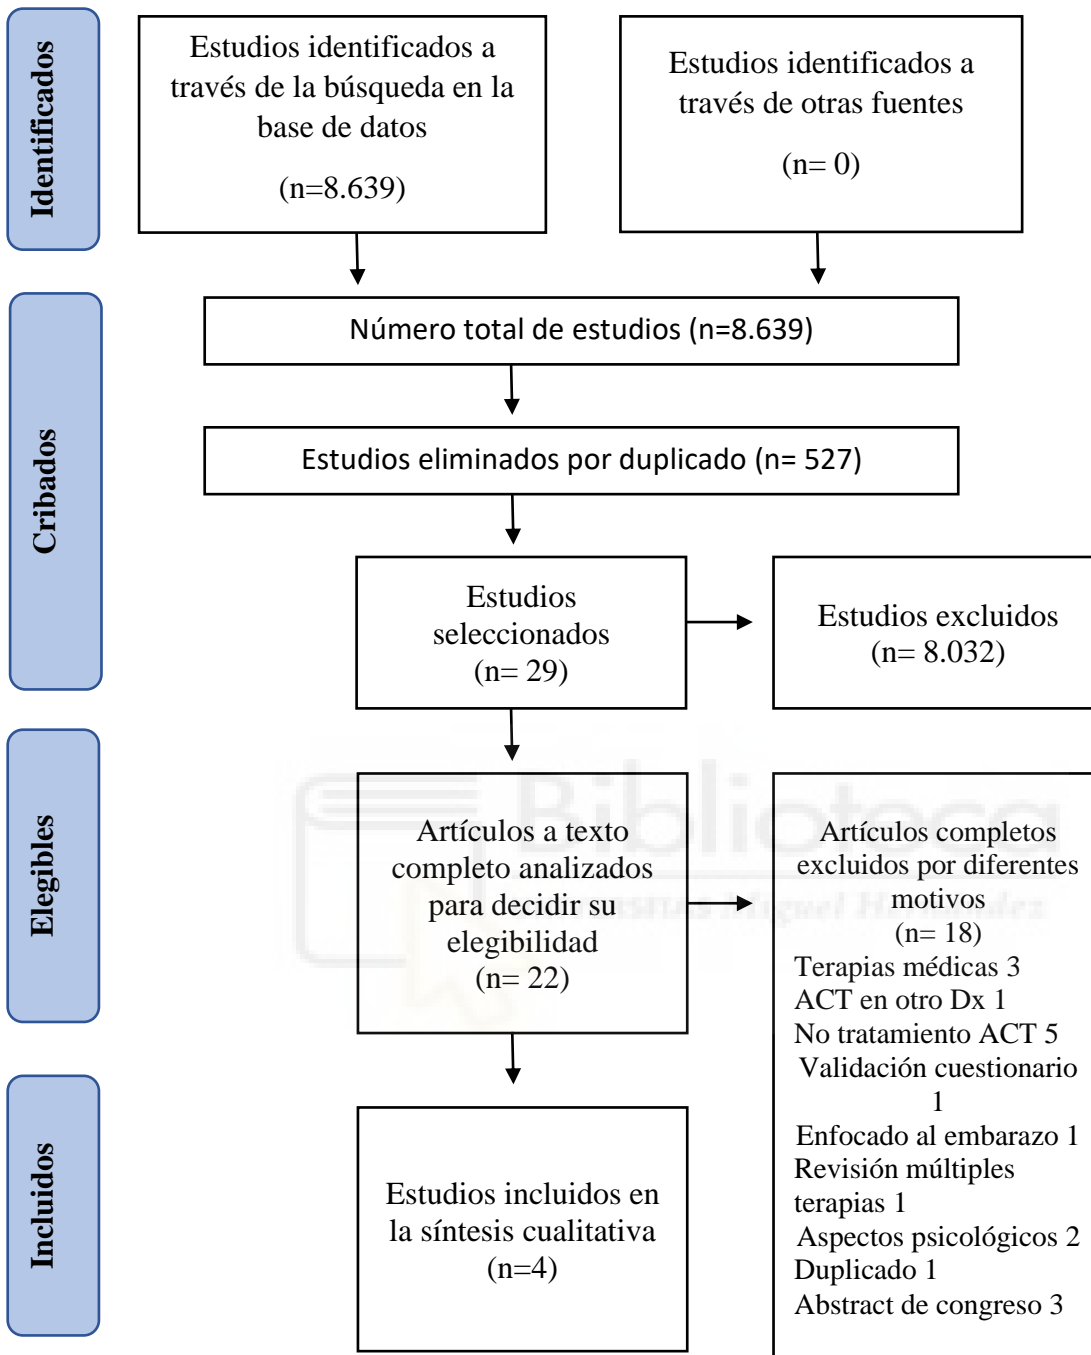 Identificados
Estudios identificados a
través de la búsqueda en la
base de datos
(n=8.639)
Estudios identificados a
través de otras fuentes
(n= 0)
Cribados
Número total de estudios (n=8.639)
Estudios eliminados por duplicado (n= 527)
Estudios
seleccionados
(n= 29)
Estudios excluidos
(n= 8.032)
Elegibles
Artículos a texto
completo analizados
para decidir su
elegibilidad
(n= 22)
Artículos completos
excluidos por diferentes
motivos
(n= 18)
Terapias médicas 3
ACT en otro Dx 1
No tratamiento ACT 5
Validación cuestionario
1
Enfocado al embarazo 1
Revisión múltiples
terapias 1
Aspectos psicológicos 2
Duplicado 1
Abstract de congreso 3
Incluidos
Estudios incluidos en
la síntesis cualitativa
(n=4)
Biblioteca
UNIVERSITAS Miguel Hernández